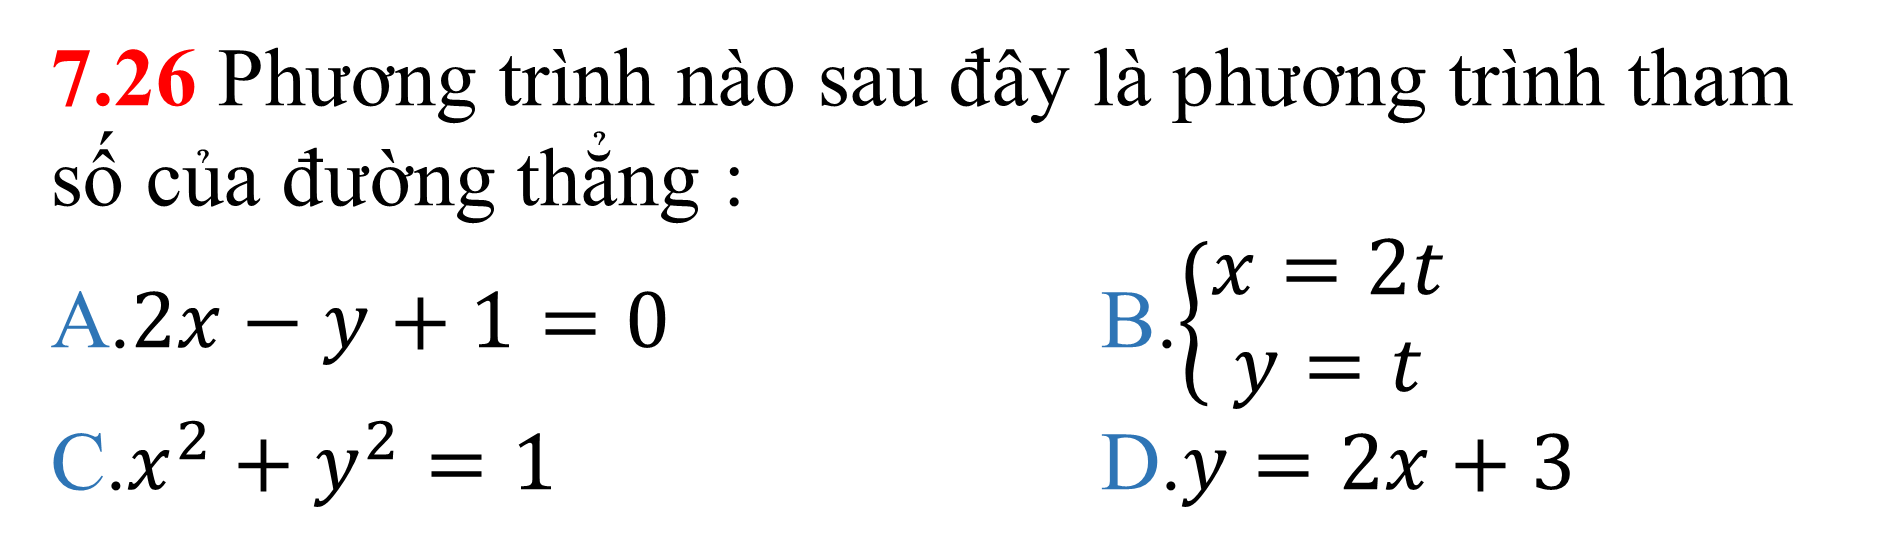 7.26 Phương trình nào sau đây là phương trình tham
số của đường thẳng :
A.2x − y + 1 = 0
B.{x = 2t
y = t
C.x² + y² = 1
D.y = 2x + 3